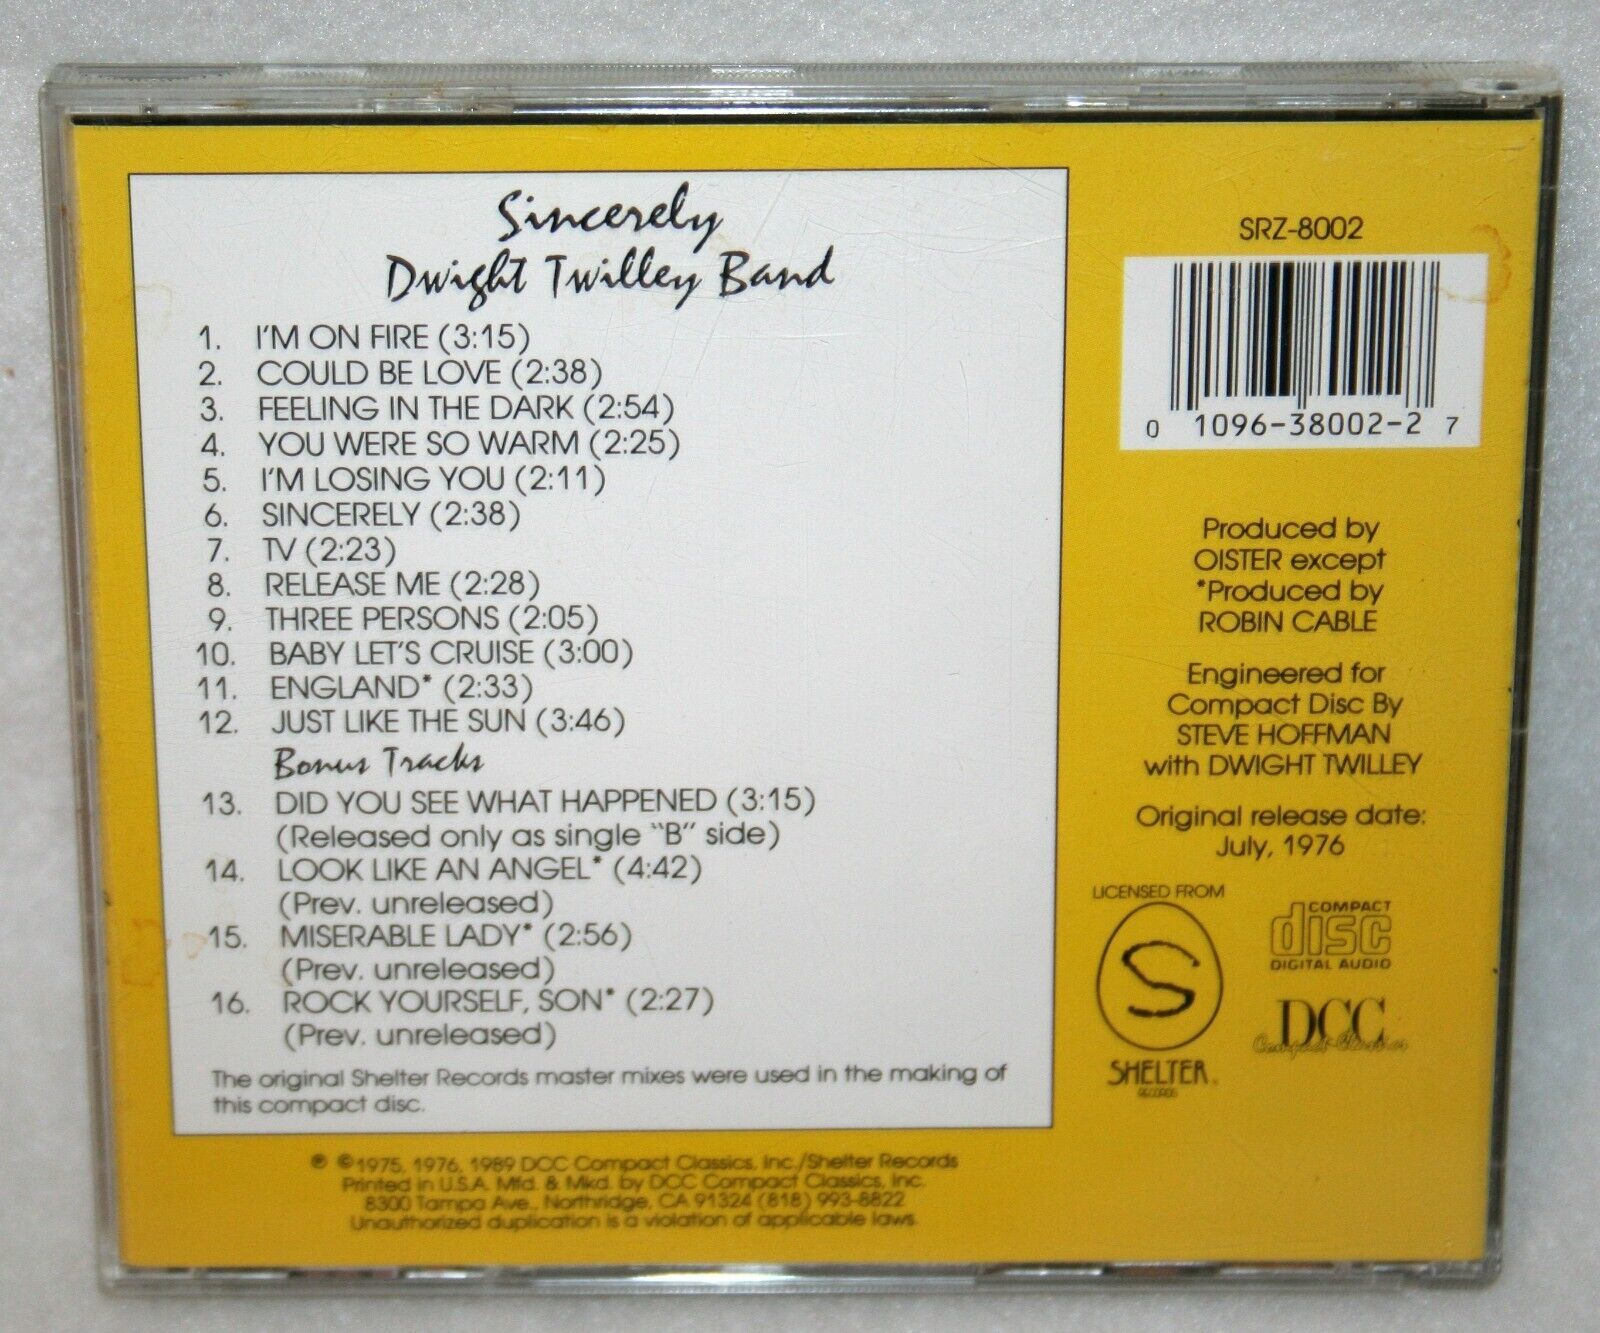 Sincerely
Dwight Twilley Band
1. I'M ON FIRE (3:15)
2. COULD BE LOVE (2:38)
3. FEELING IN THE DARK (2:54)
4. YOU WERE SO WARM (2:25)
5. I'M LOSING YOU (2:11)
6. SINCERELY (2:38)
7. TV (2:23)
8. RELEASE ME (2:28)
9. THREE PERSONS (2:05)
10. BABY LET'S CRUISE (3:00)
11. ENGLAND* (2:33)
12. JUST LIKE THE SUN (3:46)
Bonus Tracks
13. DID YOU SEE WHAT HAPPENED (3:15)
(Released only as single "B" side)
14. LOOK LIKE AN ANGEL* (4:42)
(Prev. unreleased)
15. MISERABLE LADY* (2:56)
(Prev. unreleased)
16. ROCK YOURSELF, SON* (2:27)
(Prev. unreleased)
The original Shelter Records master mixes were used in the making of
this compact disc.
℗ ©1975, 1976, 1989 DCC Compact Classics, Inc./Shelter Records
Printed in U.S.A. Mfd. & Mkd. by DCC Compact Classics, Inc.
8300 Tampa Ave., Northridge, CA 91324 (818) 993-8822
Unauthorized duplication is a violation of applicable laws.
SRZ-8002
0 1096-38002-2 7
Produced by
OISTER except
*Produced by
ROBIN CABLE
Engineered for
Compact Disc By
STEVE HOFFMAN
with DWIGHT TWILLEY
Original release date:
July, 1976
LICENSED FROM
S
SHELTER
RECORDS
COMPACT
disc
DIGITAL AUDIO
DCC
Compact Classics